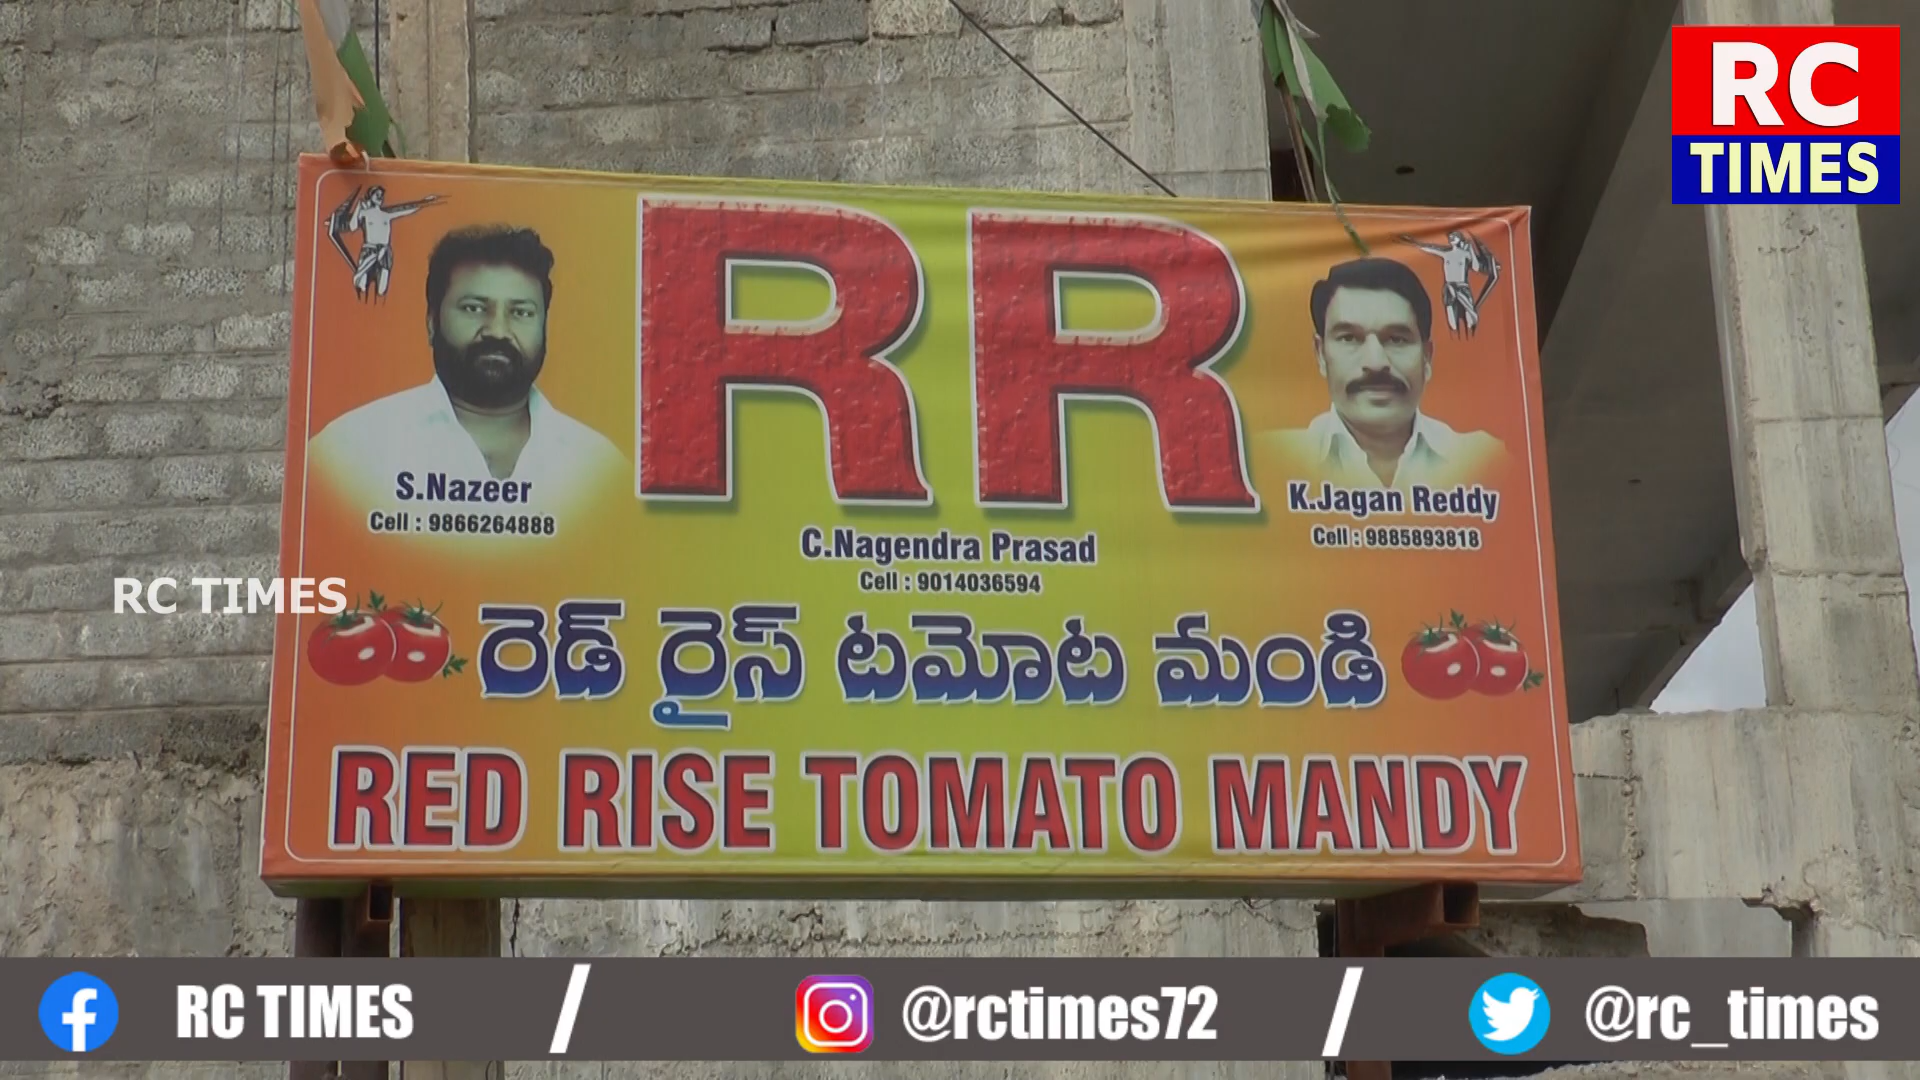 RC
TIMES
RR
S.Nazeer
Cell : 9866264888
K.Jagan Reddy
Cell : 9885893818
C.Nagendra Prasad
Cell : 9014036594
RC TIMES
రెడ్ రైస్ టమోట మండి
RED RISE TOMATO MANDY
RC TIMES / @rctimes72 / @rc_times